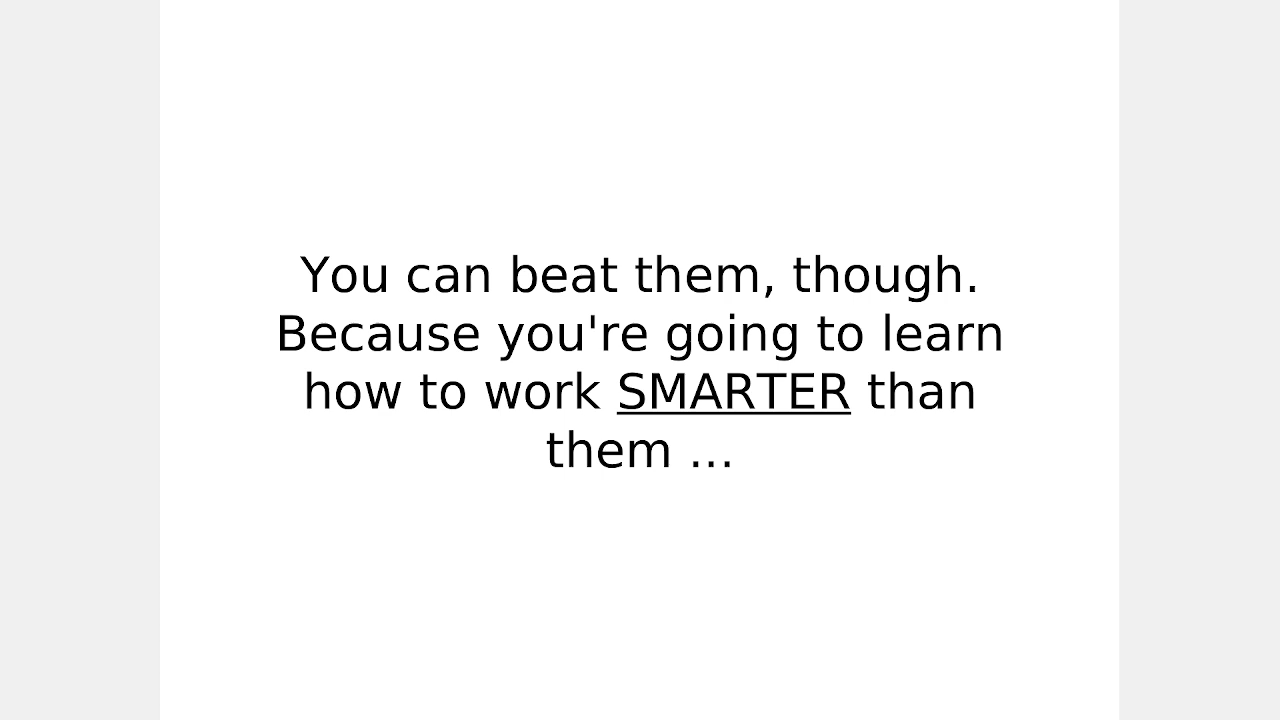 You can beat them, though.
Because you're going to learn
how to work SMARTER than
them ...